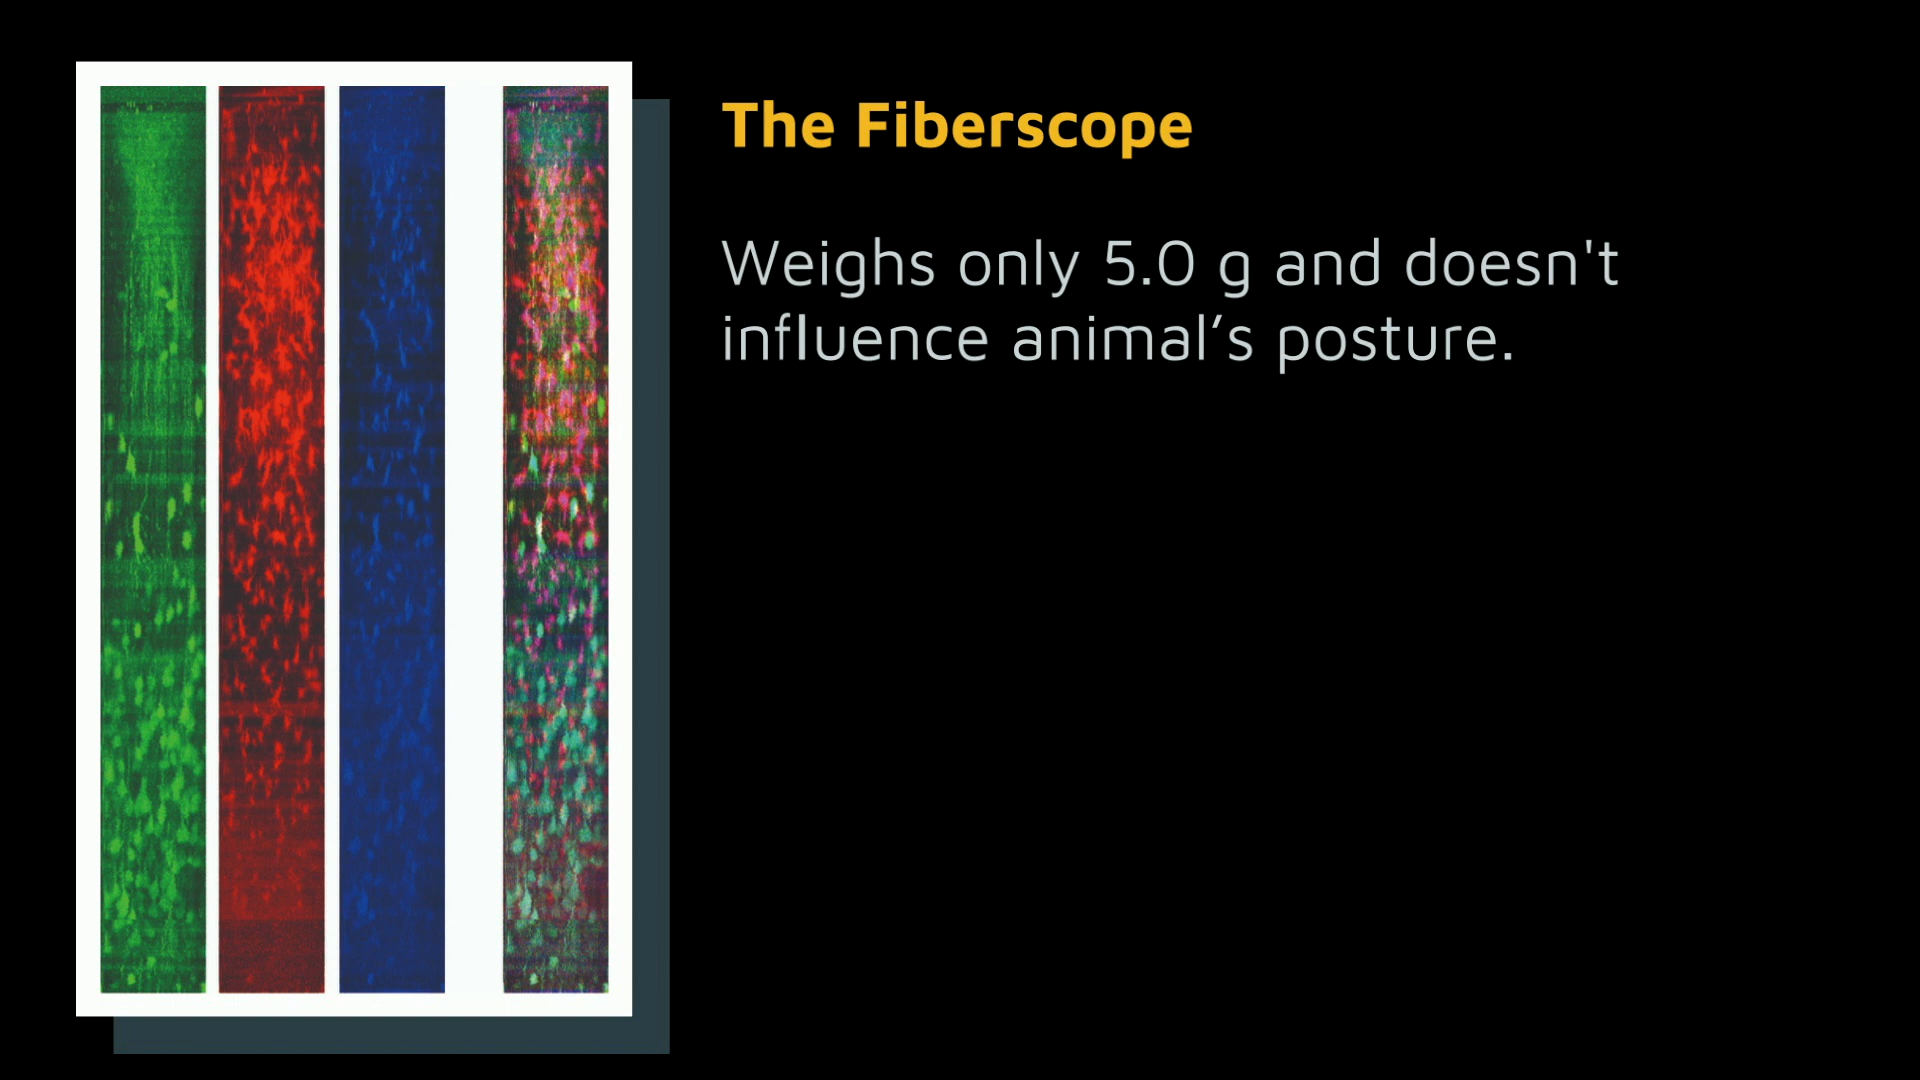 The Fiberscope
Weighs only 5.0 g and doesn't
influence animal’s posture.